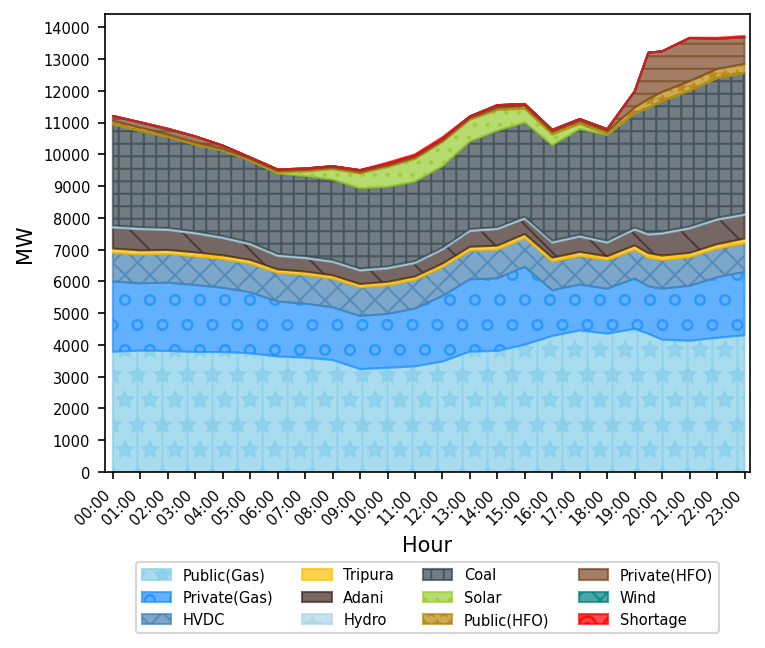 14000
13000
12000
11000
10000
9000
8000
7000
6000
5000
4000
3000
2000
1000
0
MW
00:00 01:00 02:00 03:00 04:00 05:00 06:00 07:00 08:00 09:00 10:00 11:00 12:00 13:00 14:00 15:00 16:00 17:00 18:00 19:00 20:00 21:00 22:00 23:00
Hour
Public(Gas) Tripura Coal Private(HFO)
Private(Gas) Adani Solar Wind
HVDC Hydro Public(HFO) Shortage